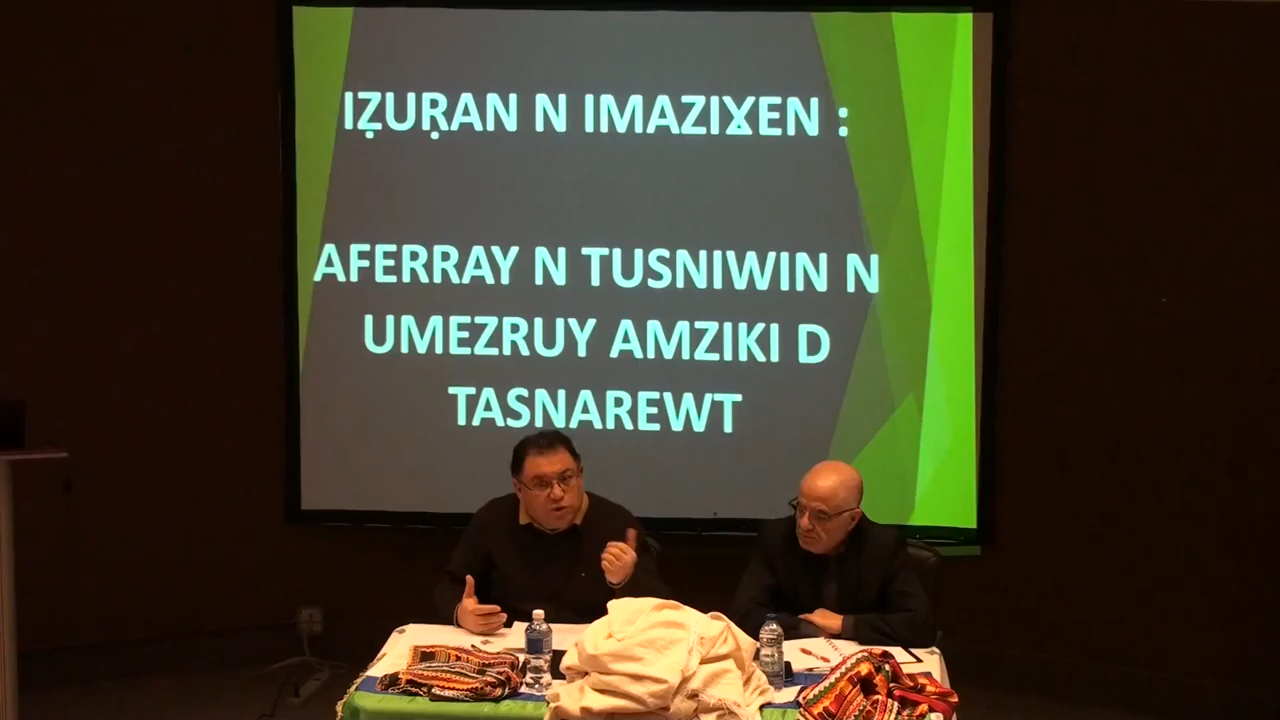 IẒUṚAN N IMAZIƔEN :
AFERRAY N TUSNIWIN N
UMEZRUY AMZIKI D
TASNAREWT